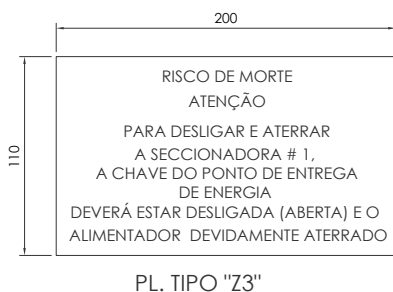 200
110
RISCO DE MORTE
ATENÇÃO
PARA DESLIGAR E ATERRAR
A SECCIONADORA # 1,
A CHAVE DO PONTO DE ENTREGA
DE ENERGIA
DEVERÁ ESTAR DESLIGADA (ABERTA) E O
ALIMENTADOR DEVIDAMENTE ATERRADO
PL. TIPO "Z3"